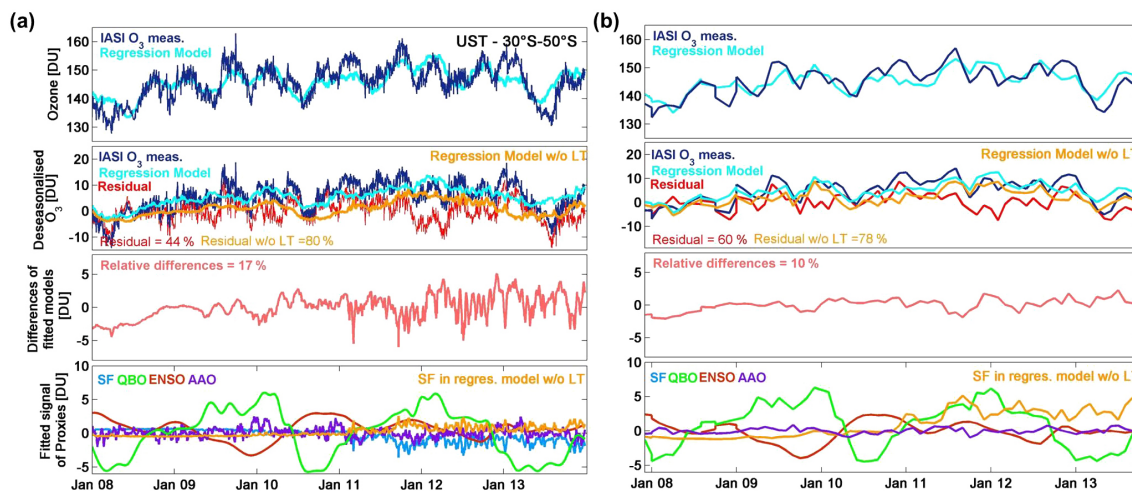 (a)
Ozone [DU]
160
150
140
130
IASI O3 meas.
Regression Model
UST - 30°S-50°S
Deseasonalised
O3 [DU]
20
10
0
-10
IASI O3 meas.
Regression Model
Residual
Regression Model w/o LT
Residual = 44 %
Residual w/o LT =80 %
Differences of
fitted models
[DU]
5
0
-5
Relative differences = 17 %
Fitted signal
of Proxies [DU]
10
5
0
-5
SF QBO ENSO AAO
SF in regres. model w/o LT
Jan 08 Jan 09 Jan 10 Jan 11 Jan 12 Jan 13
(b)
160
150
140
130
IASI O3 meas.
Regression Model
20
10
0
-10
IASI O3 meas.
Regression Model
Residual
Regression Model w/o LT
Residual = 60 %
Residual w/o LT =78 %
5
0
-5
Relative differences = 10 %
10
5
0
-5
SF QBO ENSO AAO
SF in regres. model w/o LT
Jan 08 Jan 09 Jan 10 Jan 11 Jan 12 Jan 13